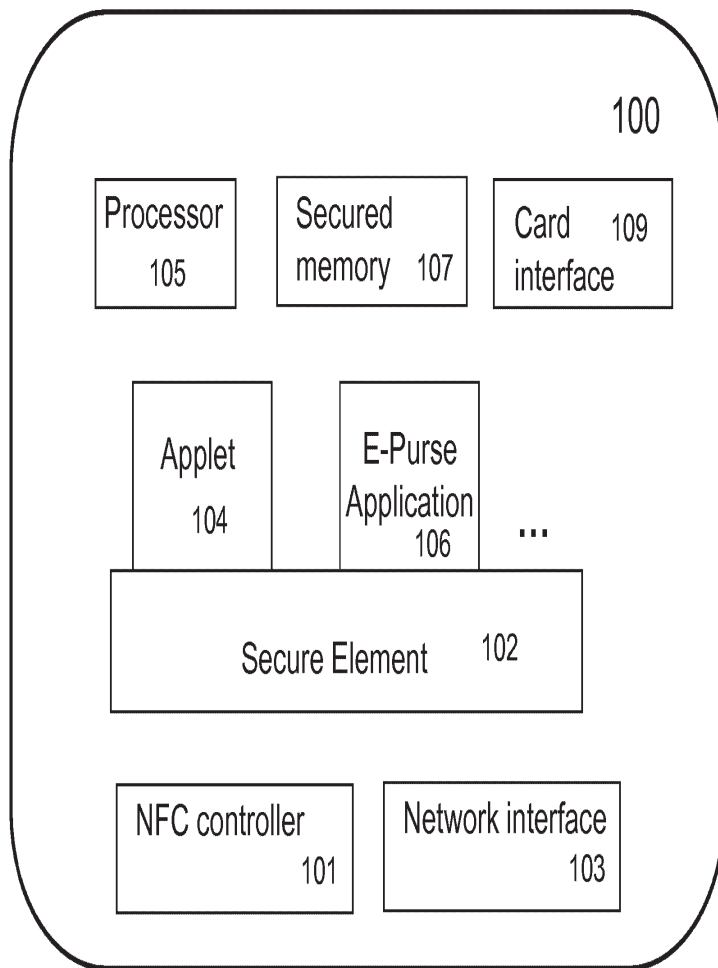 100
Processor
105
Secured
memory 107
Card 109
interface
Applet
104
E-Purse
Application
106
...
Secure Element 102
NFC controller
101
Network interface
103